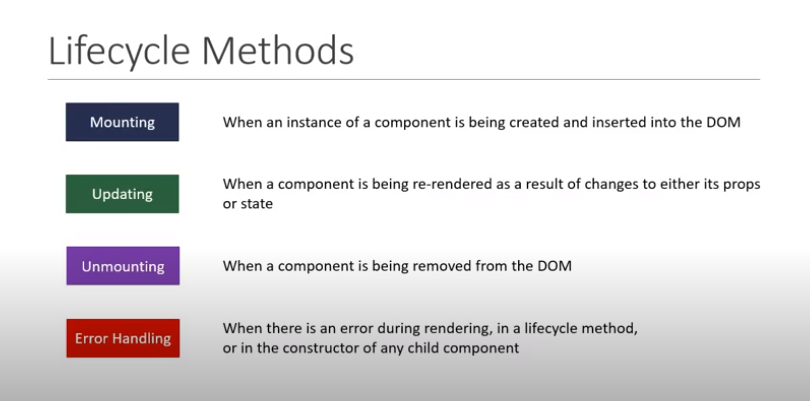 Lifecycle Methods
Mounting
When an instance of a component is being created and inserted into the DOM
Updating
When a component is being re-rendered as a result of changes to either its props
or state
Unmounting
When a component is being removed from the DOM
Error Handling
When there is an error during rendering, in a lifecycle method,
or in the constructor of any child component